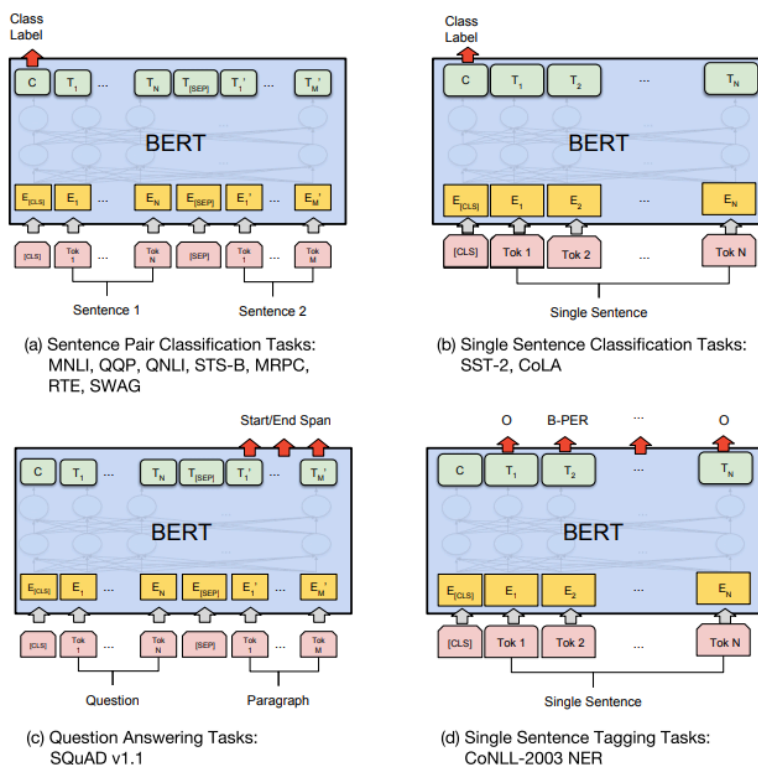 Class
Label
C T1 ... TN T[SEP] T1' ... TM'
BERT
E[CLS] E1 ... EN E[SEP] E1' ... EM'
[CLS] Tok 1 ... Tok N [SEP] Tok 1 ... Tok M
Sentence 1 Sentence 2
(a) Sentence Pair Classification Tasks:
MNLI, QQP, QNLI, STS-B, MRPC,
RTE, SWAG
Class
Label
C T1 T2 ... TN
BERT
E[CLS] E1 E2 ... EN
[CLS] Tok 1 Tok 2 ... Tok N
Single Sentence
(b) Single Sentence Classification Tasks:
SST-2, CoLA
Start/End Span
C T1 ... TN T[SEP] T1' ... TM'
BERT
E[CLS] E1 ... EN E[SEP] E1' ... EM'
[CLS] Tok 1 ... Tok N [SEP] Tok 1 ... Tok M
Question Paragraph
(c) Question Answering Tasks:
SQuAD v1.1
O B-PER ... O
C T1 T2 ... TN
BERT
E[CLS] E1 E2 ... EN
[CLS] Tok 1 Tok 2 ... Tok N
Single Sentence
(d) Single Sentence Tagging Tasks:
CoNLL-2003 NER